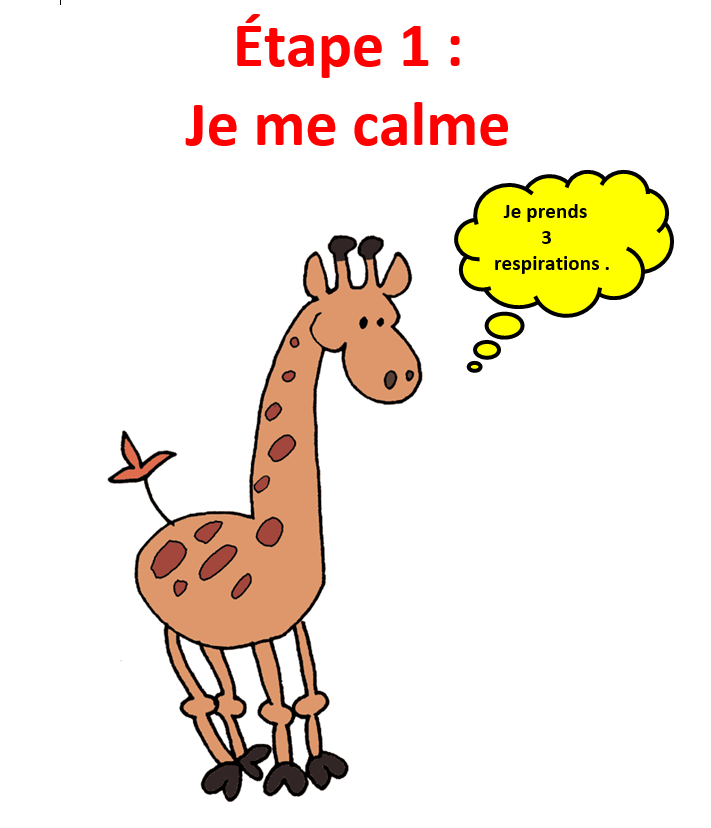 Étape 1 :
Je me calme
Je prends
3
respirations .